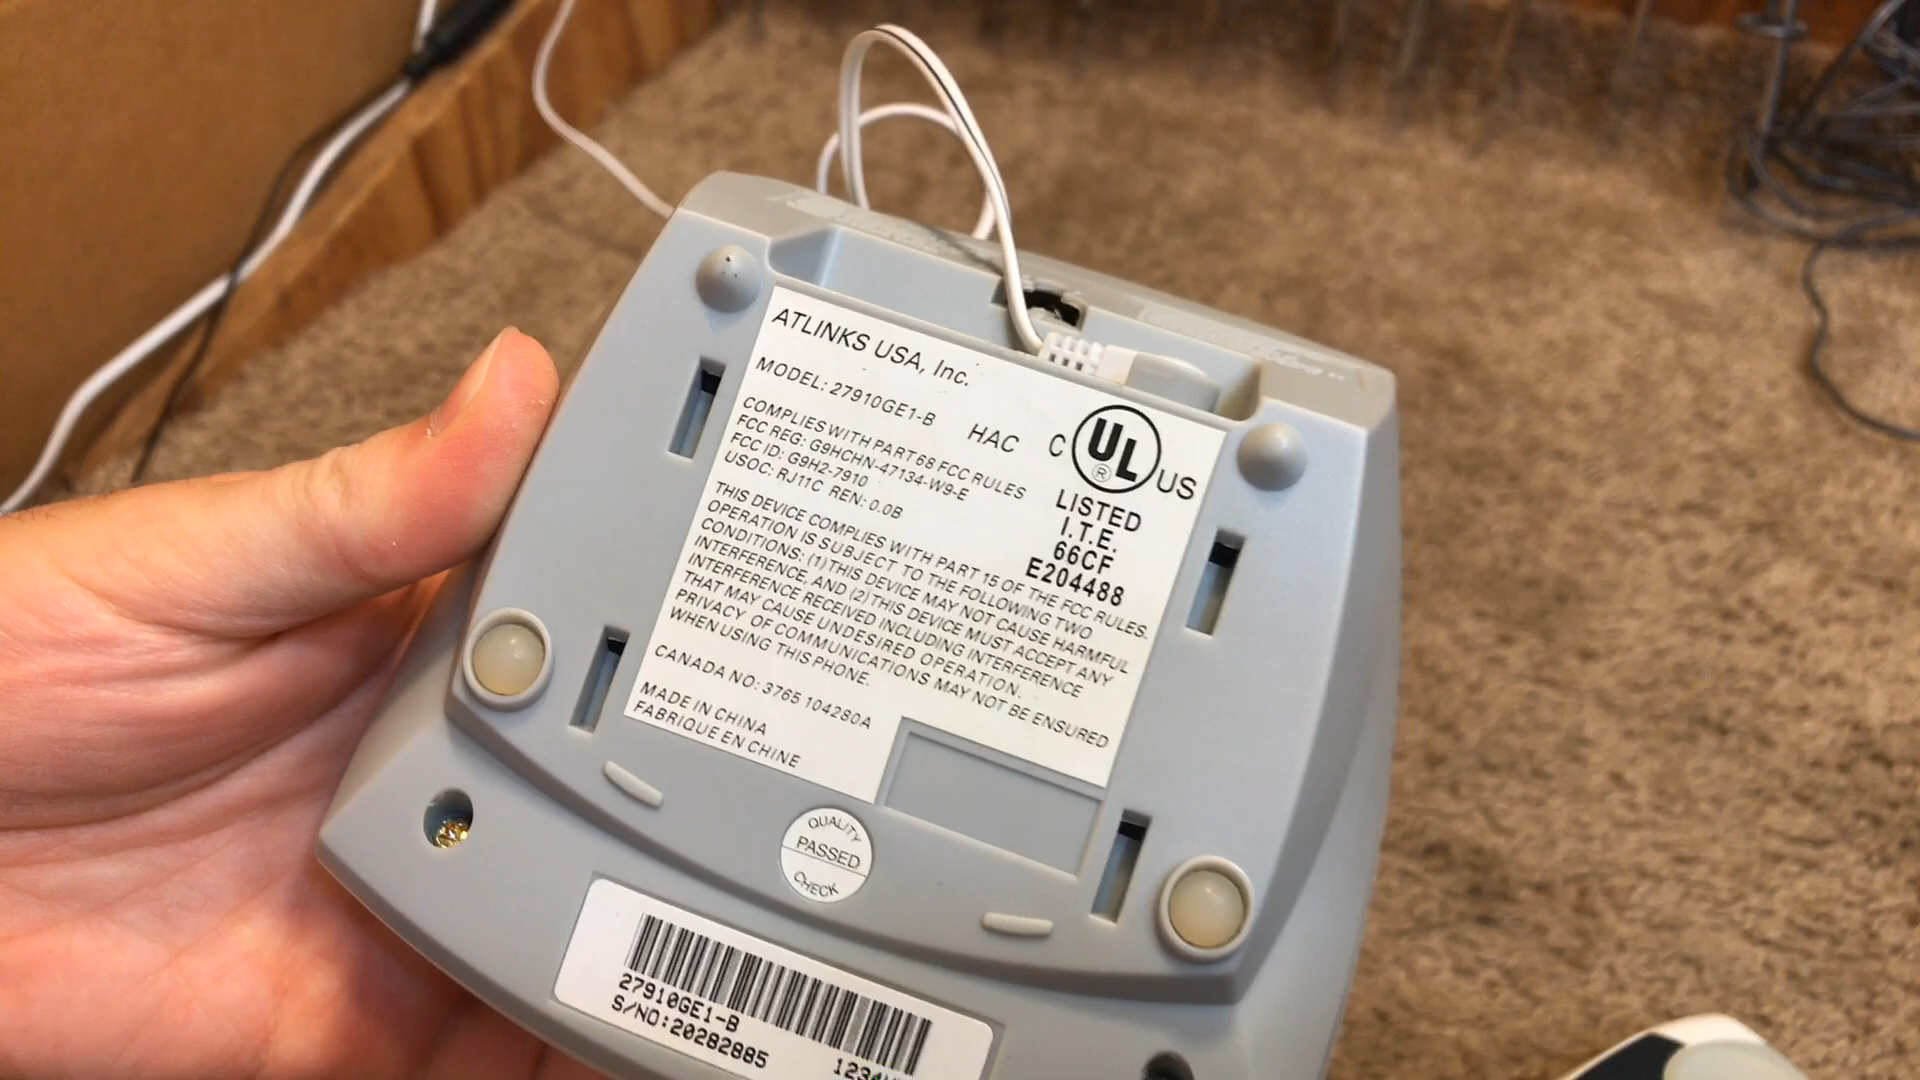 ATLINKS USA, Inc.
MODEL: 27910GE1-B
HAC
C UL ® US
COMPLIES WITH PART 68 FCC RULES
FCC REG: G9HCHN-47134-W9-E
FCC ID: G9H2-7910
USOC: RJ11C REN: 0.0B
LISTED
I.T.E.
66CF
E204488
THIS DEVICE COMPLIES WITH PART 15 OF THE FCC RULES.
OPERATION IS SUBJECT TO THE FOLLOWING TWO
CONDITIONS: (1) THIS DEVICE MAY NOT CAUSE HARMFUL
INTERFERENCE, AND (2) THIS DEVICE MUST ACCEPT ANY
INTERFERENCE RECEIVED INCLUDING INTERFERENCE
THAT MAY CAUSE UNDESIRED OPERATION.
PRIVACY OF COMMUNICATIONS MAY NOT BE ENSURED
WHEN USING THIS PHONE.
CANADA NO: 3765 104280A
MADE IN CHINA
FABRIQUE EN CHINE
QUALITY
PASSED
CHECK
27910GE1-B
S/NO:20282885